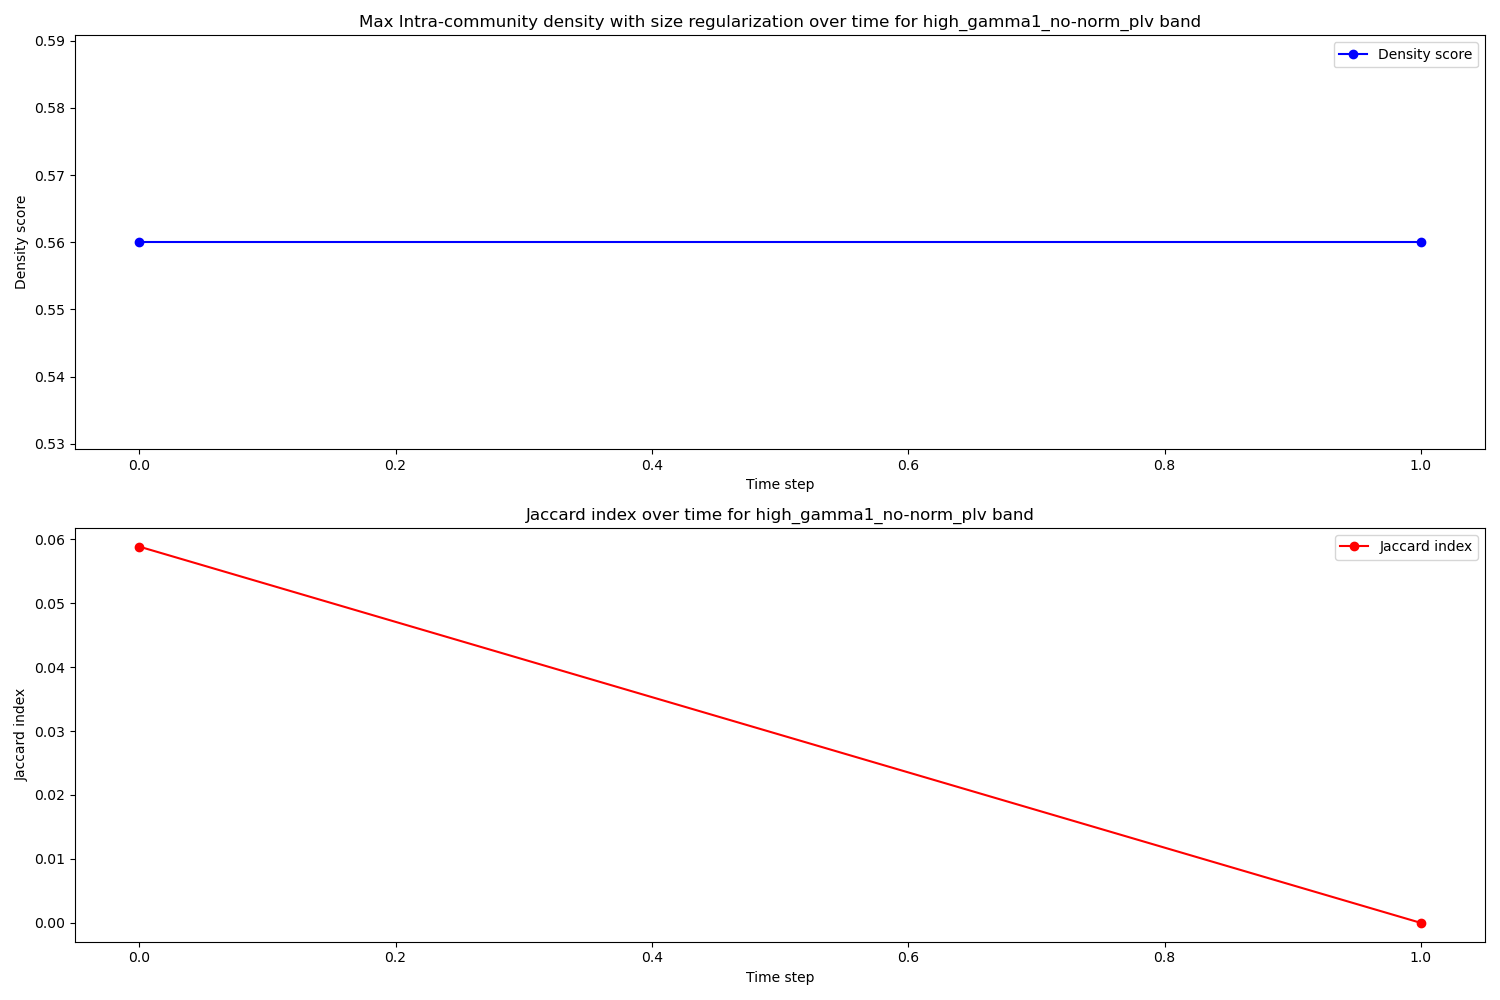 Max Intra-community density with size regularization over time for high_gamma1_no-norm_plv band
Density score
0.59
0.58
0.57
0.56
0.55
0.54
0.53
Density score
0.0 0.2 0.4 0.6 0.8 1.0
Time step
Jaccard index over time for high_gamma1_no-norm_plv band
Jaccard index
0.06
0.05
0.04
0.03
0.02
0.01
0.00
Jaccard index
0.0 0.2 0.4 0.6 0.8 1.0
Time step